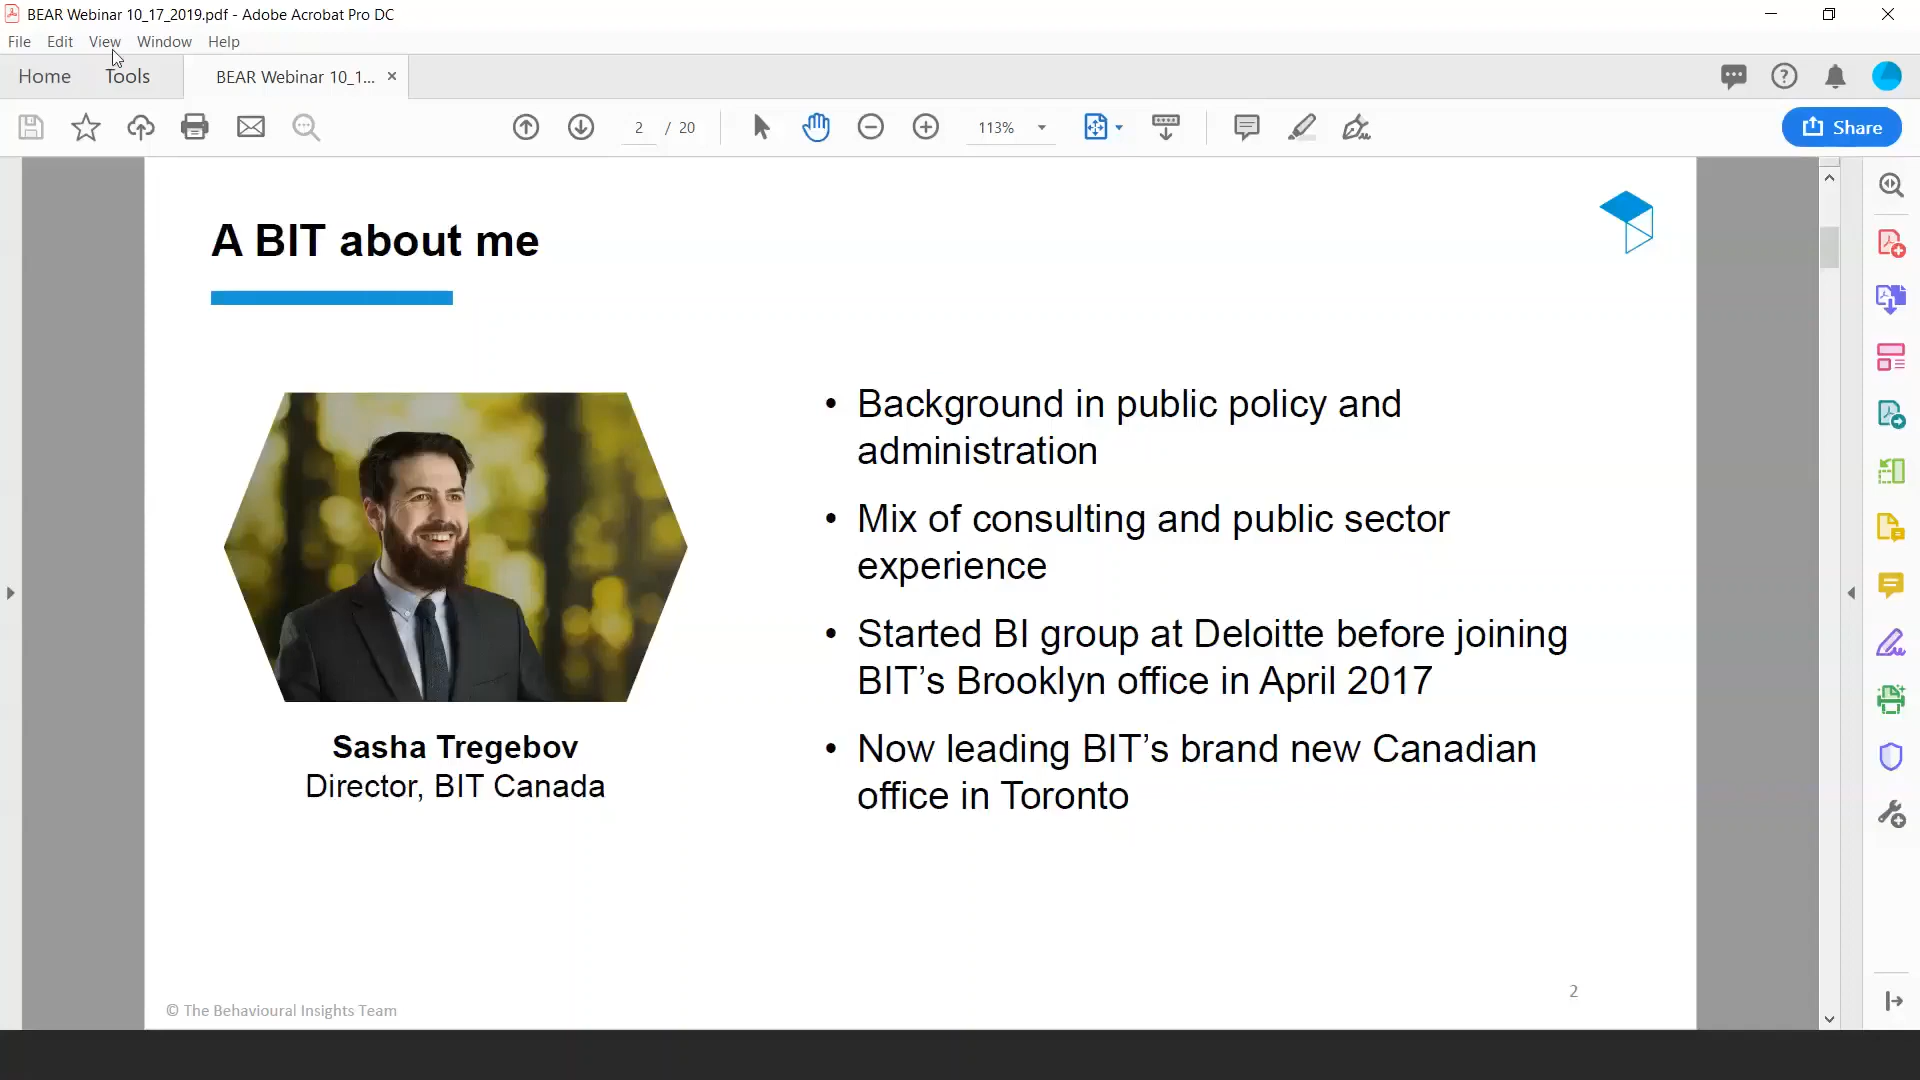 BEAR Webinar 10_17_2019.pdf - Adobe Acrobat Pro DC
File Edit View Window Help
Home Tools BEAR Webinar 10_1... ×
2 / 20 113% Share
A BIT about me
• Background in public policy and
administration
• Mix of consulting and public sector
experience
• Started BI group at Deloitte before joining
BIT’s Brooklyn office in April 2017
• Now leading BIT’s brand new Canadian
office in Toronto
Sasha Tregebov
Director, BIT Canada
2
© The Behavioural Insights Team